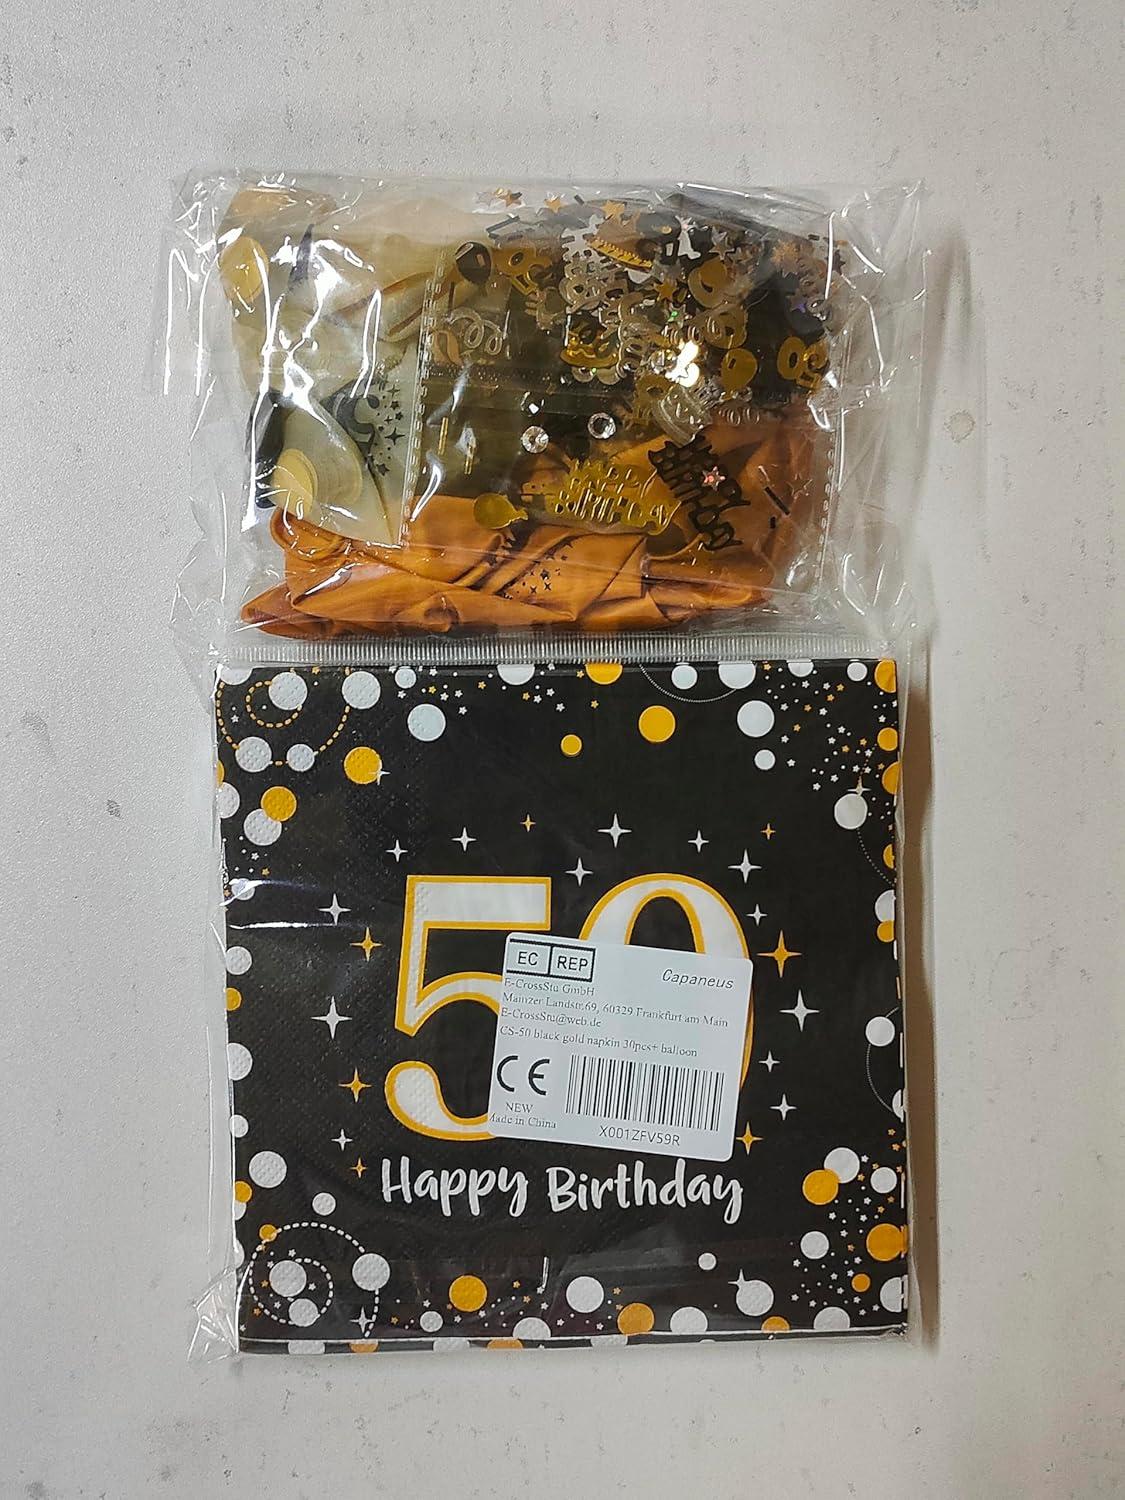 HAPPY
BIRTHDAY
50
50
EC REP
Capaneus
E-CrossStu GmbH
Mainzer Landstr.69, 60329 Frankfurt am Main
E-CrossStu@web.de
CS-50 black gold napkin 30pcs+ balloon
CE
NEW
Made in China
X001ZFV59R
Happy Birthday